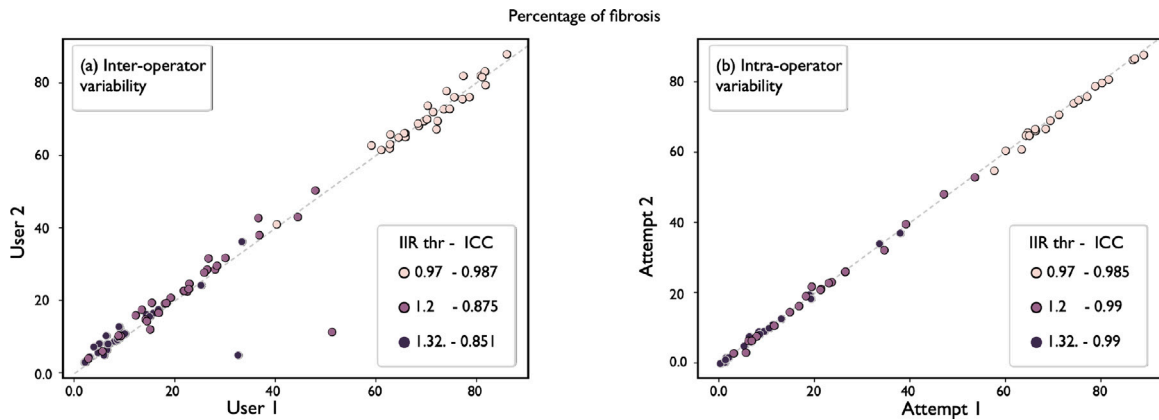 Percentage of fibrosis
(a) Inter-operator
variability
80
60
40
20
0.0
0.0
20
40
60
80
User 2
User 1
IIR thr - ICC
0.97 - 0.987
1.2 - 0.875
1.32. - 0.851
(b) Intra-operator
variability
80
60
40
20
0.0
0.0
20
40
60
80
Attempt 2
Attempt 1
IIR thr - ICC
0.97 - 0.985
1.2 - 0.99
1.32. - 0.99